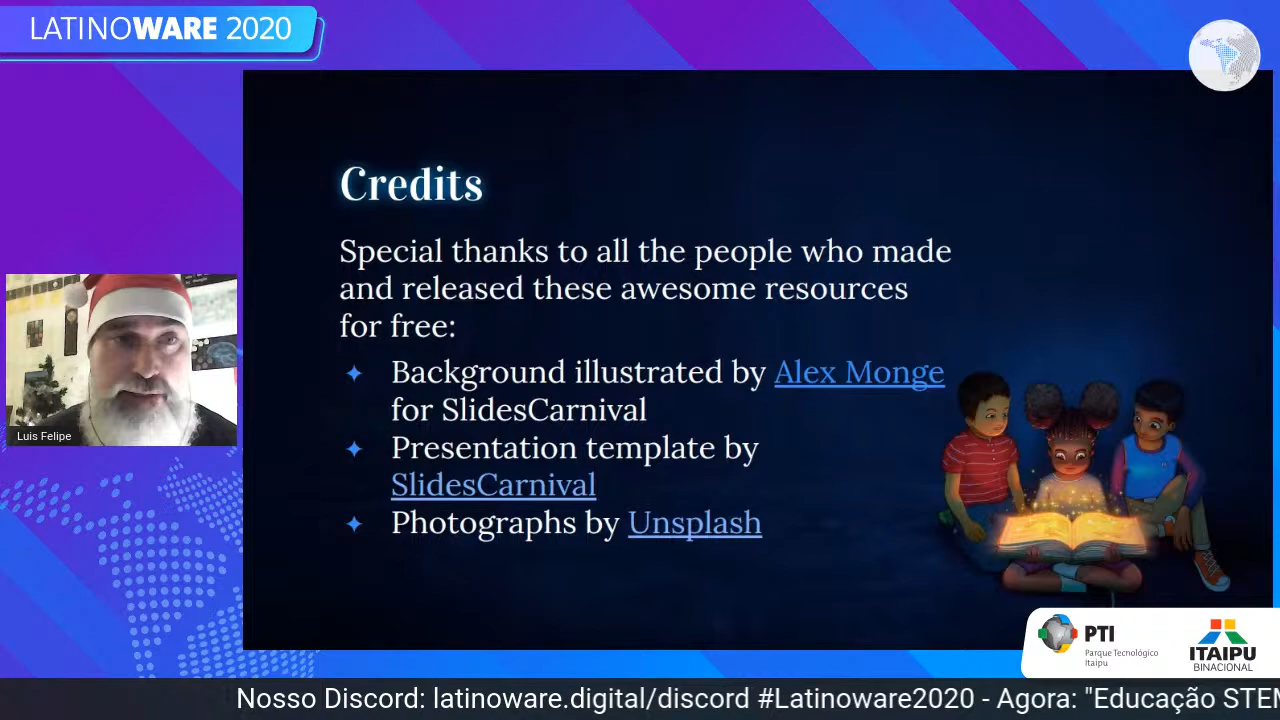 LATINOWARE 2020
Credits
Special thanks to all the people who made
and released these awesome resources
for free:
Background illustrated by Alex Monge
for SlidesCarnival
Presentation template by
SlidesCarnival
Photographs by Unsplash
Luis Felipe
PTI
Parque Tecnológico
Itaipu
ITAIPU
BINACIONAL
Nosso Discord: latinoware.digital/discord #Latinoware2020 - Agora: "Educação STEM